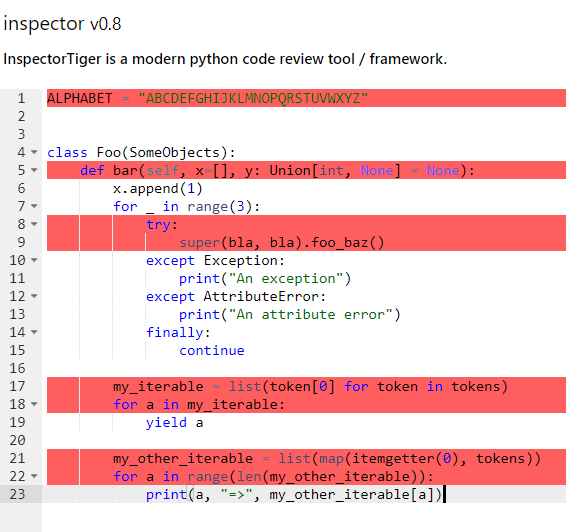 inspector v0.8
InspectorTiger is a modern python code review tool / framework.
1 ALPHABET = "ABCDEFGHIJKLMNOPQRSTUVWXYZ"
2
3
4 class Foo(SomeObjects):
5     def bar(self, x=[], y: Union[int, None] = None):
6         x.append(1)
7         for _ in range(3):
8             try:
9                 super(bla, bla).foo_baz()
10             except Exception:
11                 print("An exception")
12             except AttributeError:
13                 print("An attribute error")
14             finally:
15                 continue
16
17         my_iterable = list(token[0] for token in tokens)
18         for a in my_iterable:
19             yield a
20
21         my_other_iterable = list(map(itemgetter(0), tokens))
22         for a in range(len(my_other_iterable)):
23             print(a, "=>", my_other_iterable[a])